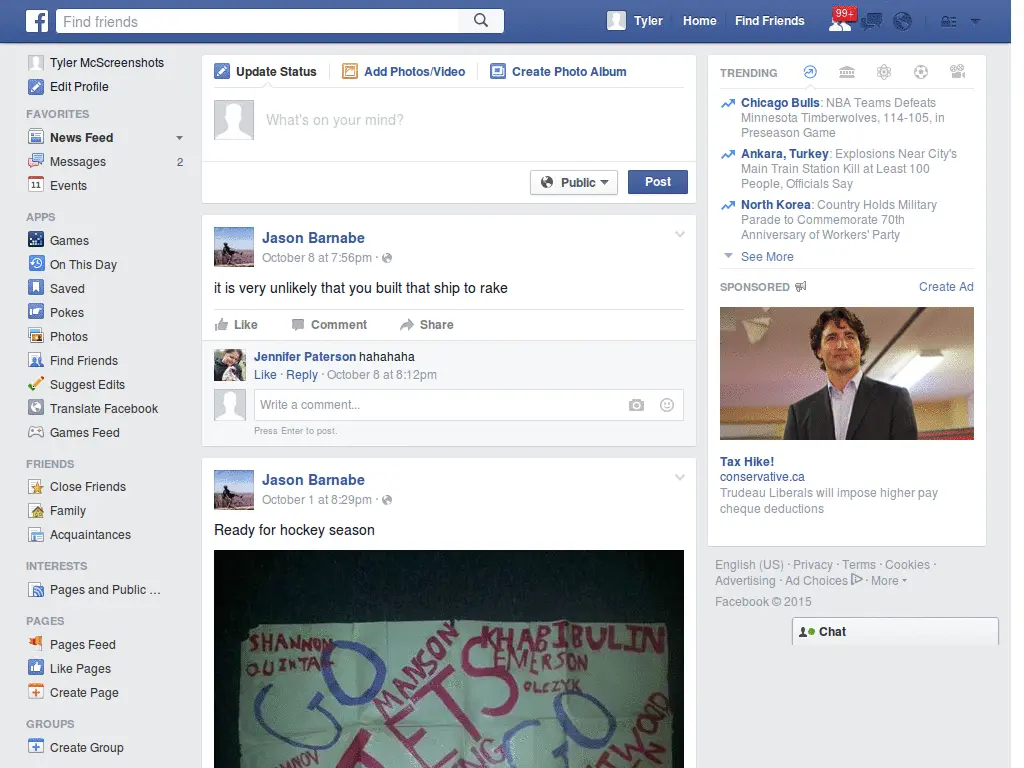 f
Find friends
Tyler
Home
Find Friends
99+
Tyler McScreenshots
Edit Profile
FAVORITES
News Feed
Messages 2
11
Events
APPS
Games
On This Day
Saved
Pokes
Photos
Find Friends
Suggest Edits
Translate Facebook
Games Feed
FRIENDS
Close Friends
Family
Acquaintances
INTERESTS
Pages and Public ...
PAGES
Pages Feed
Like Pages
Create Page
GROUPS
Create Group
Update Status
Add Photos/Video
Create Photo Album
What's on your mind?
Public
Post
Jason Barnabe
October 8 at 7:56pm ·
it is very unlikely that you built that ship to rake
Like
Comment
Share
Jennifer Paterson hahahaha
Like · Reply · October 8 at 8:12pm
Write a comment...
Press Enter to post.
Jason Barnabe
October 1 at 8:29pm ·
Ready for hockey season
SHANNON
QUINTAL
GO
MANSON
JETS
KHABIBULIN
EMERSON
OLCZYK
GO
TRENDING
Chicago Bulls: NBA Teams Defeats
Minnesota Timberwolves, 114-105, in
Preseason Game
Ankara, Turkey: Explosions Near City's
Main Train Station Kill at Least 100
People, Officials Say
North Korea: Country Holds Military
Parade to Commemorate 70th
Anniversary of Workers' Party
See More
SPONSORED
Create Ad
Tax Hike!
conservative.ca
Trudeau Liberals will impose higher pay
cheque deductions
English (US) · Privacy · Terms · Cookies ·
Advertising · Ad Choices · More
Facebook © 2015
Chat